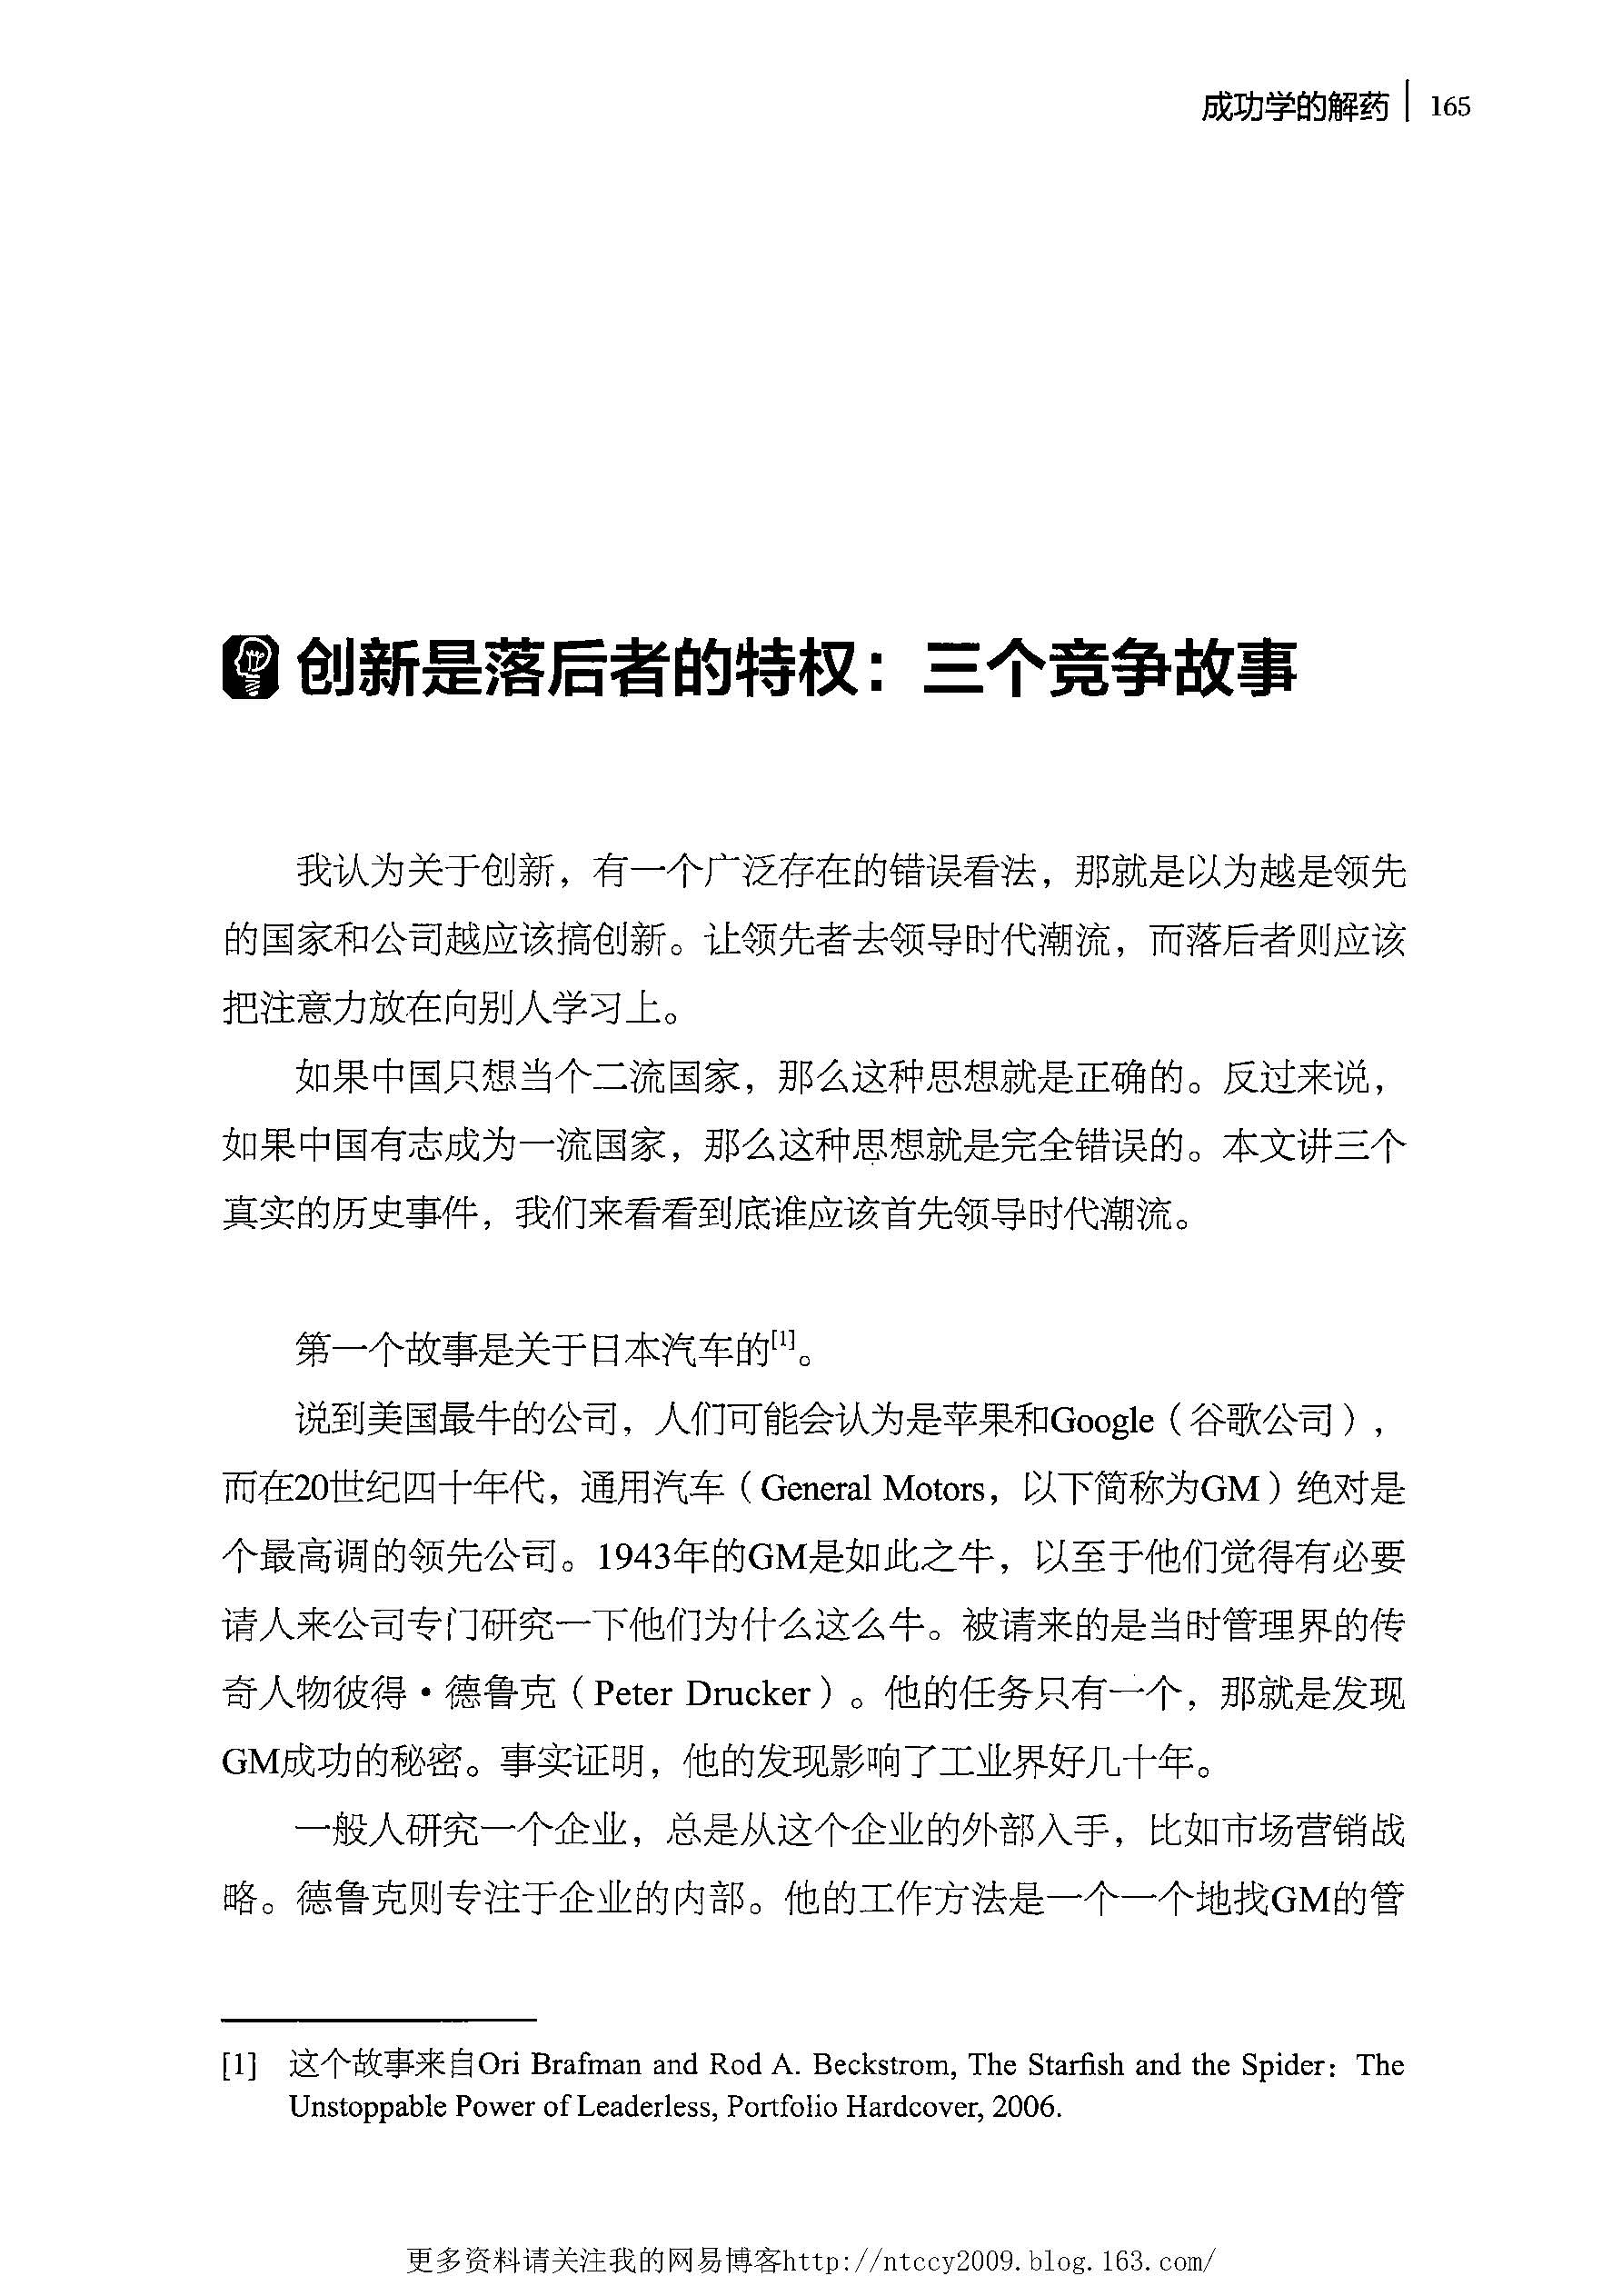 成功学的解药 165
创新是落后者的特权：三个竞争故事
我认为关于创新，有一个广泛存在的错误看法，那就是以为越是领先
的国家和公司越应该搞创新。让领先者去领导时代潮流，而落后者则应该
把注意力放在向别人学习上。
如果中国只想当个二流国家，那么这种思想就是正确的。反过来说，
如果中国有志成为一流国家，那么这种思想就是完全错误的。本文讲三个
真实的历史事件，我们来看看到底谁应该首先领导时代潮流。
第一个故事是关于日本汽车的[1]。
说到美国最牛的公司，人们可能会认为是苹果和Google（谷歌公司），
而在20世纪四十年代，通用汽车（General Motors，以下简称为GM）绝对是
个最高调的领先公司。1943年的GM是如此之牛，以至于他们觉得有必要
请人来公司专门研究一下他们为什么这么牛。被请来的是当时管理界的传
奇人物彼得·德鲁克（Peter Drucker）。他的任务只有一个，那就是发现
GM成功的秘密。事实证明，他的发现影响了工业界好几十年。
一般人研究一个企业，总是从这个企业的外部入手，比如市场营销战
略。德鲁克则专注于企业的内部。他的工作方法是一个一个地找GM的管
[1] 这个故事来自Ori Brafman and Rod A. Beckstrom, The Starfish and the Spider：The
Unstoppable Power of Leaderless, Portfolio Hardcover, 2006.
更多资料请关注我的网易博客http://ntccy2009.blog.163.com/